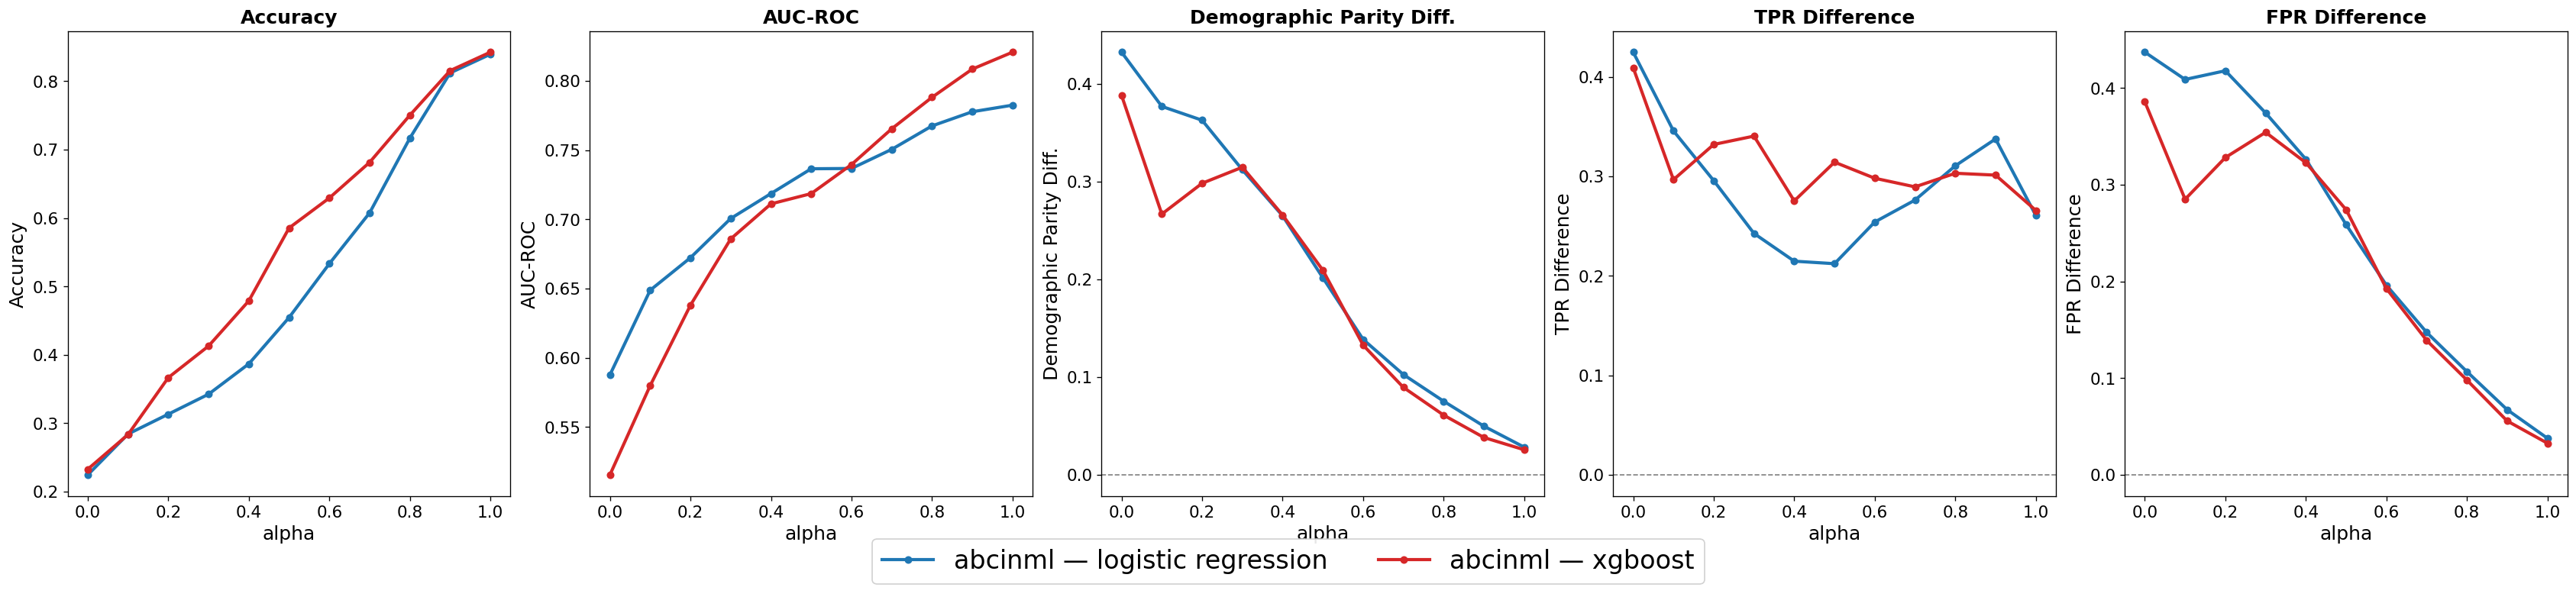 Accuracy
Accuracy
0.8
0.7
0.6
0.5
0.4
0.3
0.2
0.0 0.2 0.4 0.6 0.8 1.0
alpha
AUC-ROC
AUC-ROC
0.80
0.75
0.70
0.65
0.60
0.55
0.0 0.2 0.4 0.6 0.8 1.0
alpha
Demographic Parity Diff.
Demographic Parity Diff.
0.4
0.3
0.2
0.1
0.0
0.0 0.2 0.4 0.6 0.8 1.0
alpha
TPR Difference
TPR Difference
0.4
0.3
0.2
0.1
0.0
0.0 0.2 0.4 0.6 0.8 1.0
alpha
FPR Difference
FPR Difference
0.4
0.3
0.2
0.1
0.0
0.0 0.2 0.4 0.6 0.8 1.0
alpha
abcinml — logistic regression abcinml — xgboost